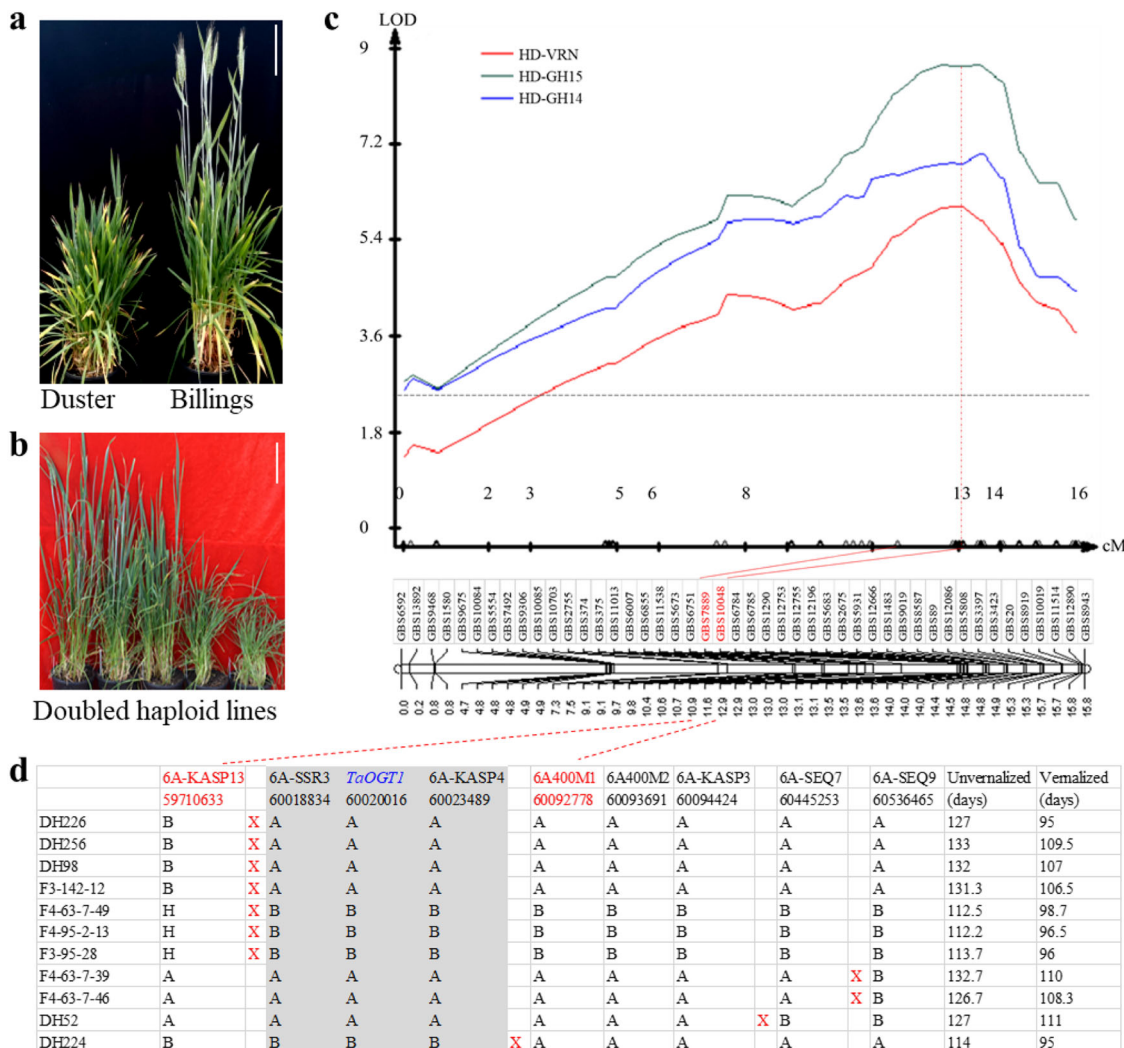 a
Duster Billings
b
Doubled haploid lines
c
LOD
9
7.2
5.4
3.6
1.8
0
HD-VRN
HD-GH15
HD-GH14
0 2 3 5 6 8 13 14 16
cM
GBS6592 GBS13892 GBS9468 GBS1580 GBS9675 GBS10084 GBS5554 GBS7492 GBS9306 GBS10085 GBS10703 GBS2755 GBS374 GBS375 GBS11013 GBS6007 GBS6855 GBS11538 GBS5673 GBS6751 GBS7889 GBS10048 GBS6784 GBS6785 GBS1290 GBS12753 GBS12755 GBS12196 GBS5683 GBS2675 GBS5931 GBS12666 GBS1483 GBS9019 GBS8587 GBS89 GBS12086 GBS5808 GBS3397 GBS3423 GBS20 GBS8919 GBS10019 GBS11514 GBS12890 GBS8943
0.0 0.2 0.8 0.8 4.7 4.8 4.8 4.9 4.9 7.3 7.5 9.1 9.1 9.7 9.8 10.4 10.6 10.7 10.9 11.6 12.9 12.9 13.0 13.0 13.0 13.1 13.1 13.5 13.6 13.6 14.0 14.0 14.2 14.4 14.5 14.8 14.8 14.9 15.3 15.7 15.7 15.8 15.8
d
6A-KASP13 6A-SSR3 TaOGT1 6A-KASP4 6A400M1 6A400M2 6A-KASP3 6A-SEQ7 6A-SEQ9 Unvernalized Vernalized
59710633 60018834 60020016 60023489 60092778 60093691 60094424 60445253 60536465 (days) (days)
DH226 B X A A A A A A A A 127 95
DH256 B X A A A A A A A A 133 109.5
DH98 B X A A A A A A A A 132 107
F3-142-12 B X A A A A A A A A 131.3 106.5
F4-63-7-49 H X B B B B B B B B 112.5 98.7
F4-95-2-13 H X B B B B B B B B 112.2 96.5
F3-95-28 H X B B B B B B B B 113.7 96
F4-63-7-39 A A A A A A A A X B 132.7 110
F4-63-7-46 A A A A A A A A X B 126.7 108.3
DH52 A A A A A A A X B B 127 111
DH224 B B B B X A A A A A 114 95